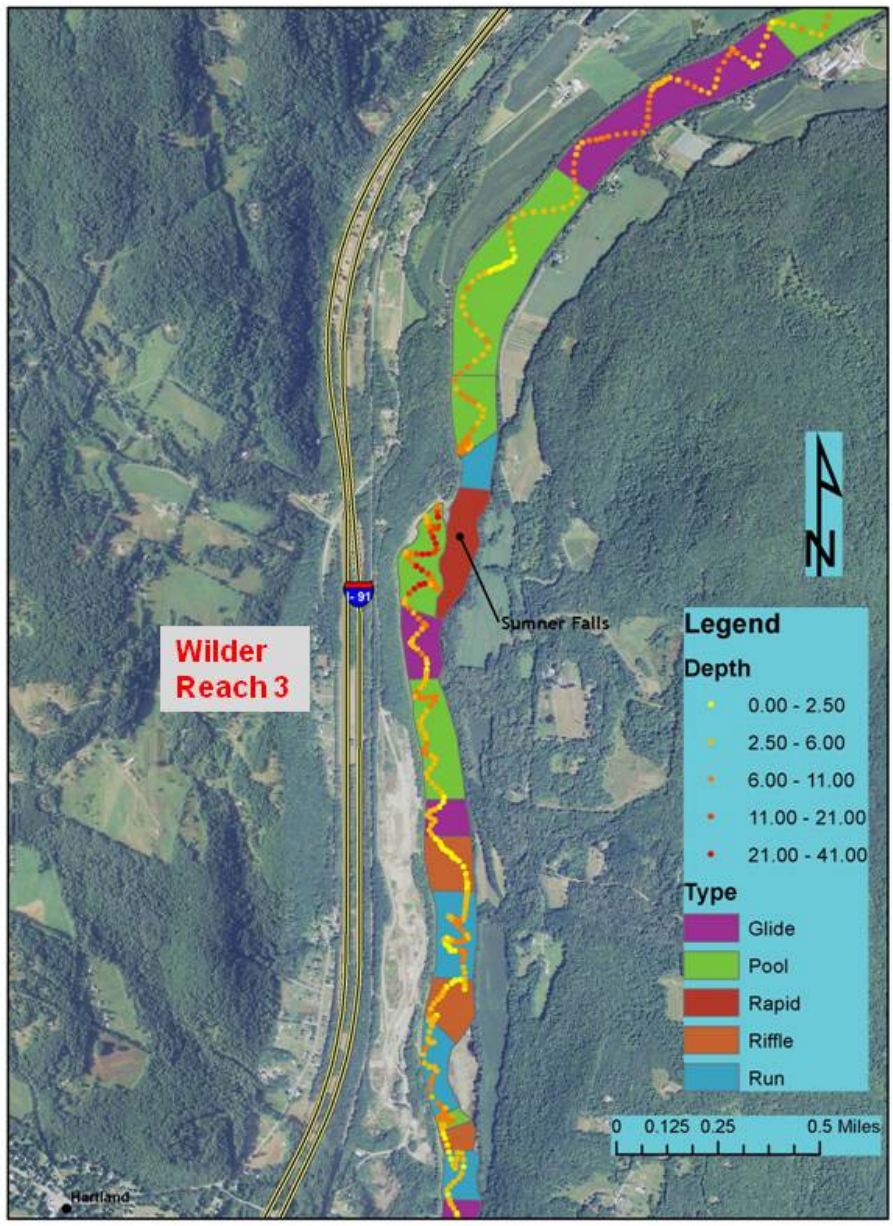 N
I- 91
Sumner Falls
Wilder
Reach 3
Legend
Depth
0.00 - 2.50
2.50 - 6.00
6.00 - 11.00
11.00 - 21.00
21.00 - 41.00
Type
Glide
Pool
Rapid
Riffle
Run
0 0.125 0.25 0.5 Miles
Hartland